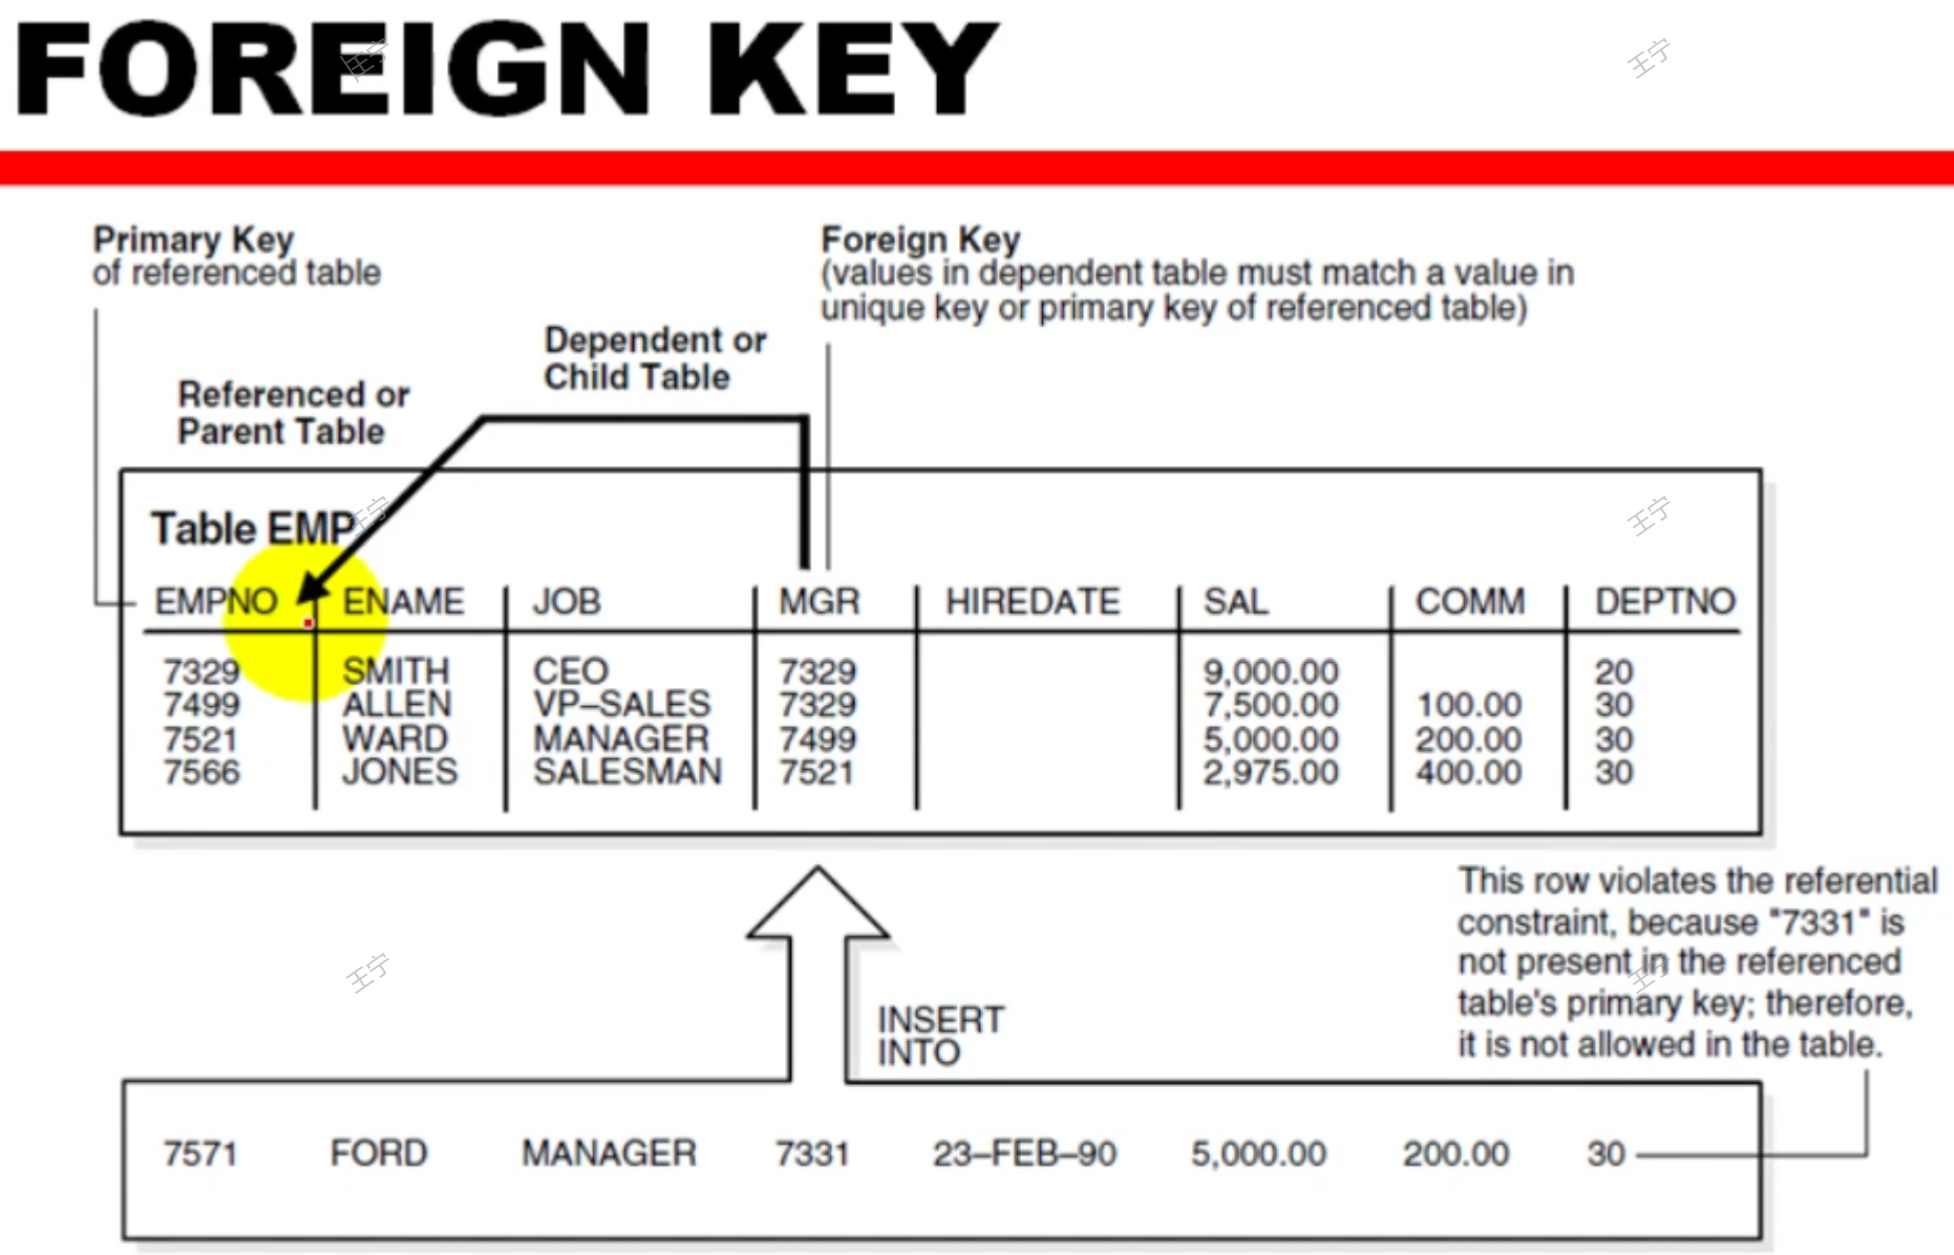 FOREIGN KEY
Primary Key
of referenced table
Foreign Key
(values in dependent table must match a value in
unique key or primary key of referenced table)
Dependent or
Child Table
Referenced or
Parent Table
Table EMP
EMPNO ENAME JOB MGR HIREDATE SAL COMM DEPTNO
7329 SMITH CEO 7329 9,000.00 20
7499 ALLEN VP–SALES 7329 7,500.00 100.00 30
7521 WARD MANAGER 7499 5,000.00 200.00 30
7566 JONES SALESMAN 7521 2,975.00 400.00 30
This row violates the referential
constraint, because "7331" is
not present in the referenced
table's primary key; therefore,
it is not allowed in the table.
INSERT
INTO
7571 FORD MANAGER 7331 23–FEB–90 5,000.00 200.00 30
王宁
王宁
王宁
王宁
王宁
王宁